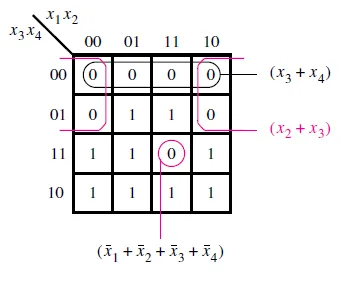 x₁x₂
x₃x₄
00 01 11 10
00 0 0 0 0 (x₃ + x₄)
01 0 1 1 0 (x₂ + x₃)
11 1 1 0 1
10 1 1 1 1
(x̄₁ + x̄₂ + x̄₃ + x̄₄)